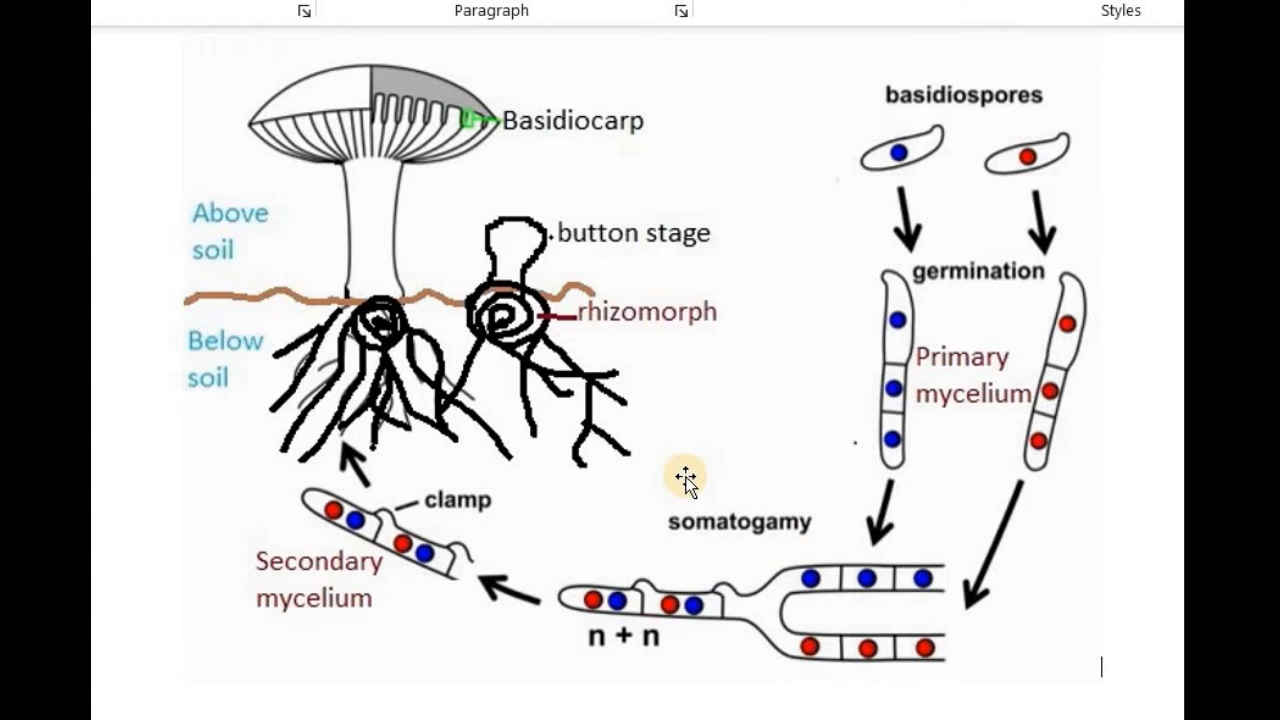 Paragraph
Styles
basidiospores
Basidiocarp
Above
soil
button stage
germination
rhizomorph
Below
soil
Primary
mycelium
clamp
somatogamy
Secondary
mycelium
n + n